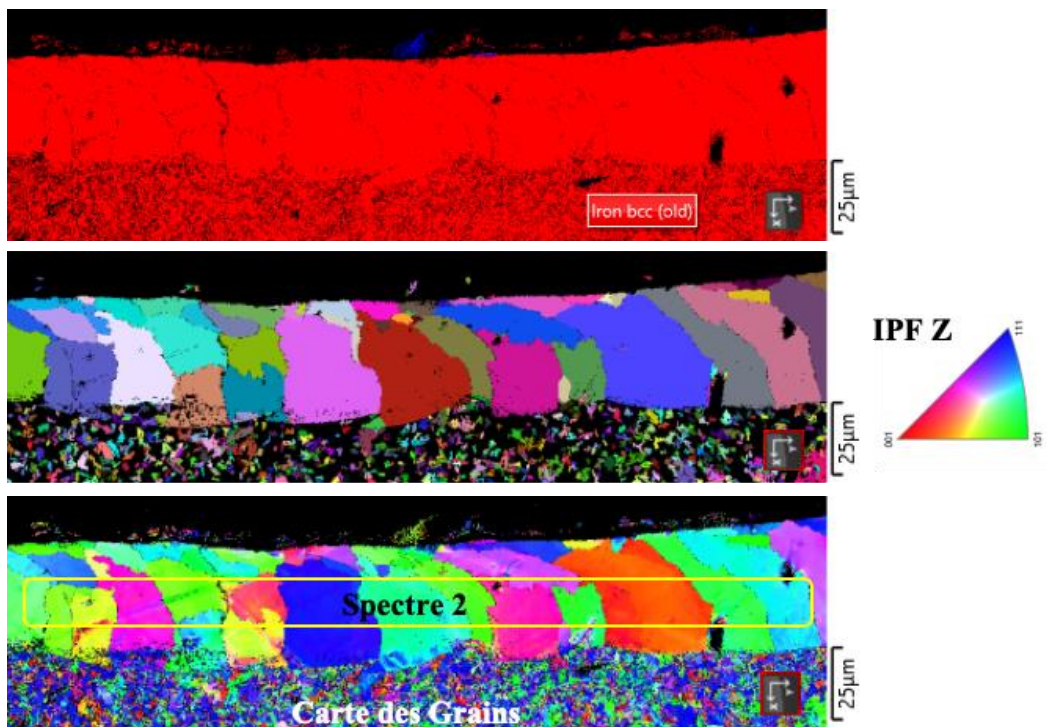 Iron bcc (old)
25µm
25µm
IPF Z
111
001
101
Spectre 2
Carte des Grains
25µm